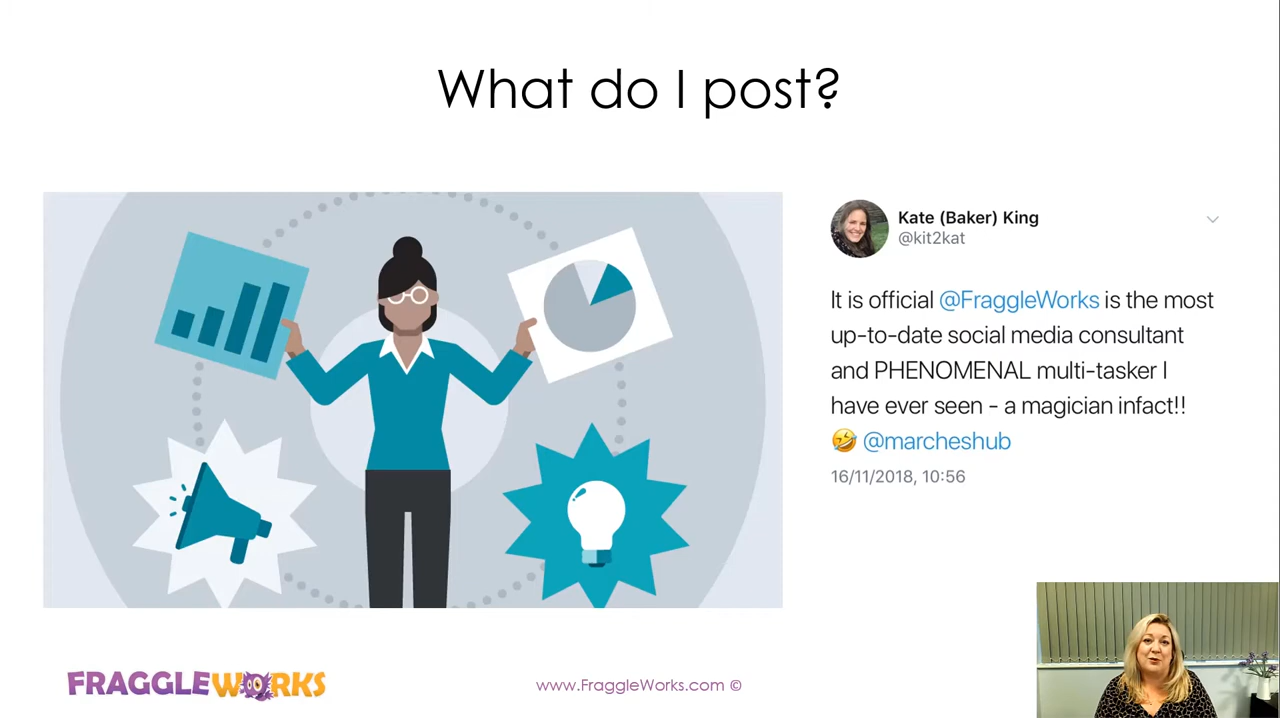 What do I post?
Kate (Baker) King
@kit2kat
It is official @FraggleWorks is the most
up-to-date social media consultant
and PHENOMENAL multi-tasker I
have ever seen - a magician infact!!
🤣 @marcheshub
16/11/2018, 10:56
FRAGGLEWORKS
www.FraggleWorks.com ©